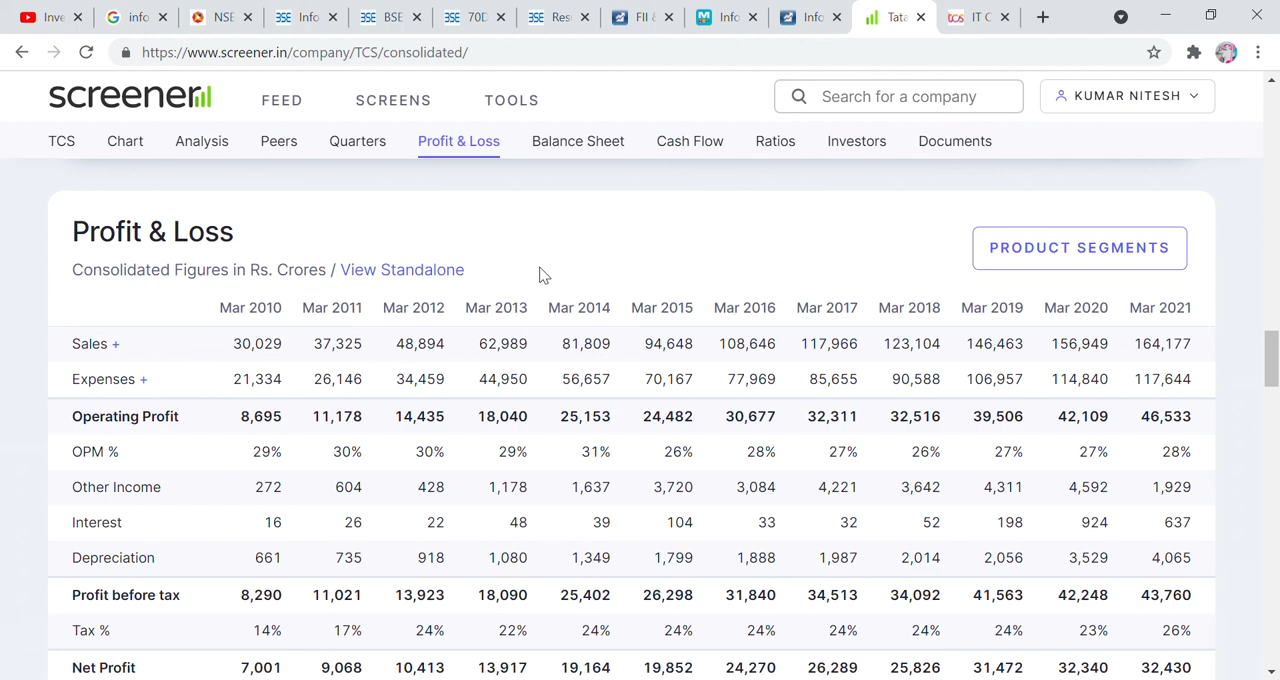 Inve info NSE Info BSE 70D Res FII & Info Info Tata tcs IT C
https://www.screener.in/company/TCS/consolidated/
screener FEED SCREENS TOOLS Search for a company KUMAR NITESH
TCS Chart Analysis Peers Quarters Profit & Loss Balance Sheet Cash Flow Ratios Investors Documents
Profit & Loss
PRODUCT SEGMENTS
Consolidated Figures in Rs. Crores / View Standalone
Mar 2010 Mar 2011 Mar 2012 Mar 2013 Mar 2014 Mar 2015 Mar 2016 Mar 2017 Mar 2018 Mar 2019 Mar 2020 Mar 2021
Sales + 30,029 37,325 48,894 62,989 81,809 94,648 108,646 117,966 123,104 146,463 156,949 164,177
Expenses + 21,334 26,146 34,459 44,950 56,657 70,167 77,969 85,655 90,588 106,957 114,840 117,644
Operating Profit 8,695 11,178 14,435 18,040 25,153 24,482 30,677 32,311 32,516 39,506 42,109 46,533
OPM % 29% 30% 30% 29% 31% 26% 28% 27% 26% 27% 27% 28%
Other Income 272 604 428 1,178 1,637 3,720 3,084 4,221 3,642 4,311 4,592 1,929
Interest 16 26 22 48 39 104 33 32 52 198 924 637
Depreciation 661 735 918 1,080 1,349 1,799 1,888 1,987 2,014 2,056 3,529 4,065
Profit before tax 8,290 11,021 13,923 18,090 25,402 26,298 31,840 34,513 34,092 41,563 42,248 43,760
Tax % 14% 17% 24% 22% 24% 24% 24% 24% 24% 24% 23% 26%
Net Profit 7,001 9,068 10,413 13,917 19,164 19,852 24,270 26,289 25,826 31,472 32,340 32,430